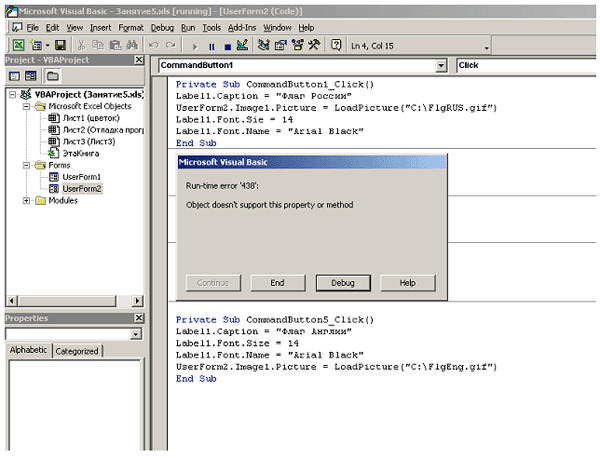 Microsoft Visual Basic - Занятие5.xls [running] - [UserForm2 (Code)]
File Edit View Insert Format Debug Run Tools Add-Ins Window Help
Ln 4, Col 15
Project - VBAProject
VBAProject (Занятие5.xls)
Microsoft Excel Objects
Лист1 (цветок)
Лист2 (Отладка прог
Лист3 (Лист3)
ЭтаКнига
Forms
UserForm1
UserForm2
Modules
Properties
Alphabetic Categorized
CommandButton1 Click
Private Sub CommandButton1_Click()
Label1.Caption = "Флаг России"
UserForm2.Image1.Picture = LoadPicture("C:\FlgRUS.gif")
Label1.Font.Sie = 14
Label1.Font.Name = "Arial Black"
End Sub
Microsoft Visual Basic
Run-time error '438':
Object doesn't support this property or method
Continue End Debug Help
Private Sub CommandButton5_Click()
Label1.Caption = "Флаг Англии"
Label1.Font.Size = 14
Label1.Font.Name = "Arial Black"
UserForm2.Image1.Picture = LoadPicture("C:\FlgEng.gif")
End Sub